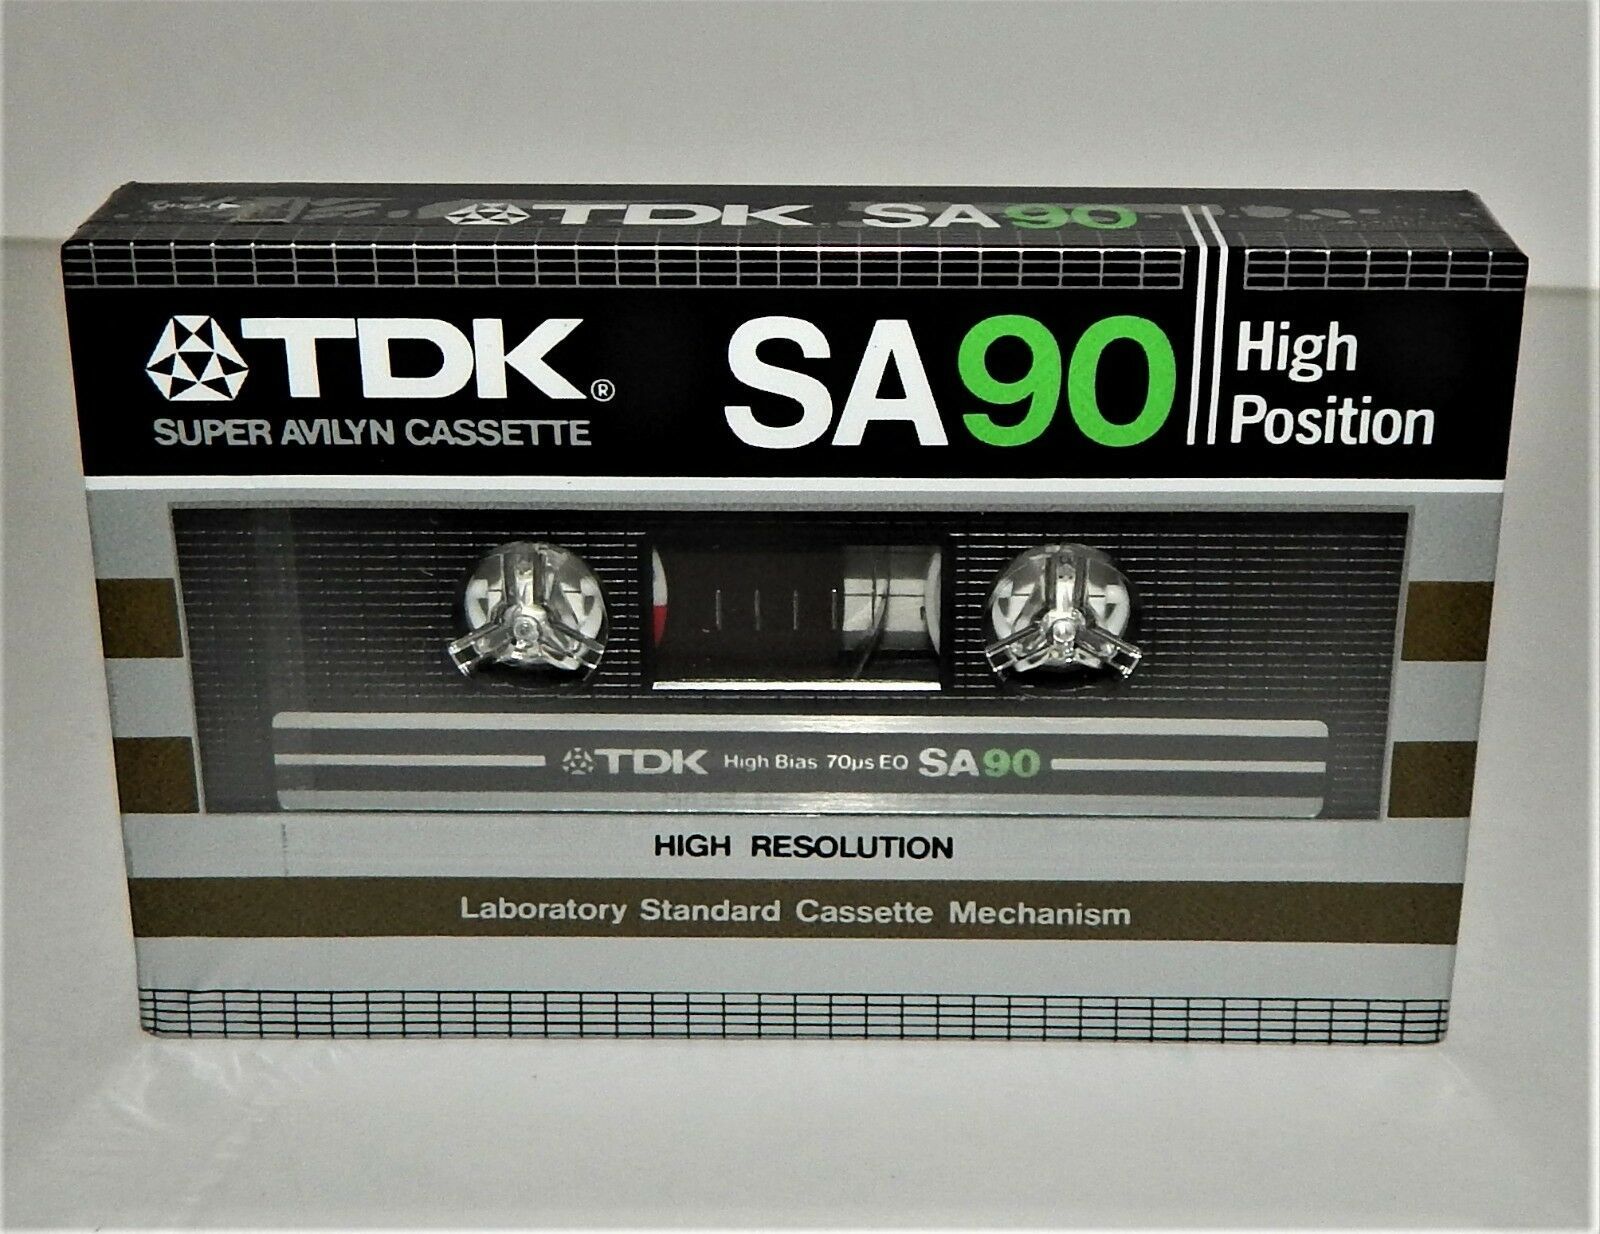 TDK SA90
TDK® SA90 High Position
SUPER AVILYN CASSETTE
TDK High Bias 70µs EQ SA90
HIGH RESOLUTION
Laboratory Standard Cassette Mechanism